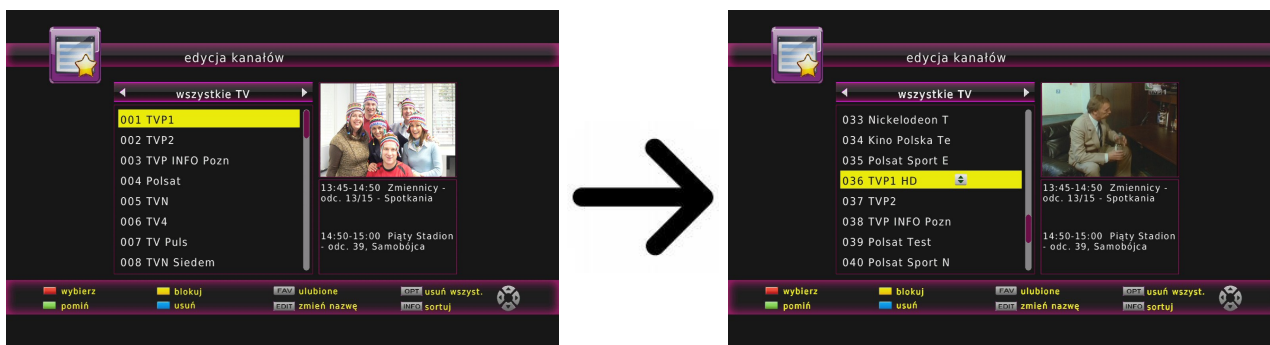 edycja kanałów
wszystkie TV
001 TVP1
002 TVP2
003 TVP INFO Pozn
004 Polsat
005 TVN
006 TV4
007 TV Puls
008 TVN Siedem
13:45-14:50 Zmiennicy -
odc. 13/15 - Spotkania
14:50-15:00 Piąty Stadion
- odc. 39, Samobójca
wybierz
blokuj
FAV ulubione
OPT usuń wszyst.
pomiń
usuń
EDIT zmień nazwę
INFO sortuj
edycja kanałów
wszystkie TV
033 Nickelodeon T
034 Kino Polska Te
035 Polsat Sport E
036 TVP1 HD
037 TVP2
038 TVP INFO Pozn
039 Polsat Test
040 Polsat Sport N
13:45-14:50 Zmiennicy -
odc. 13/15 - Spotkania
14:50-15:00 Piąty Stadion
- odc. 39, Samobójca
wybierz
blokuj
FAV ulubione
OPT usuń wszyst.
pomiń
usuń
EDIT zmień nazwę
INFO sortuj